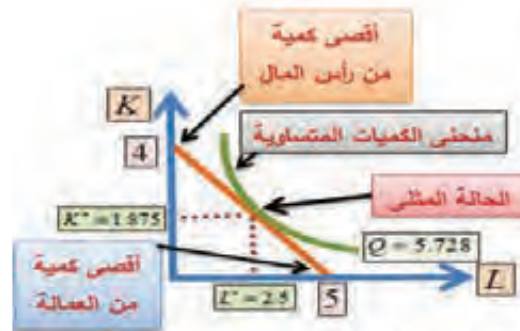 أقصى كمية
من رأس المال
K
4
منحنى الكميات المتساوية
الحالة المثلى
K* = 1.875
Q = 5.728
أقصى كمية
من العمالة
L* = 2.5
5
L